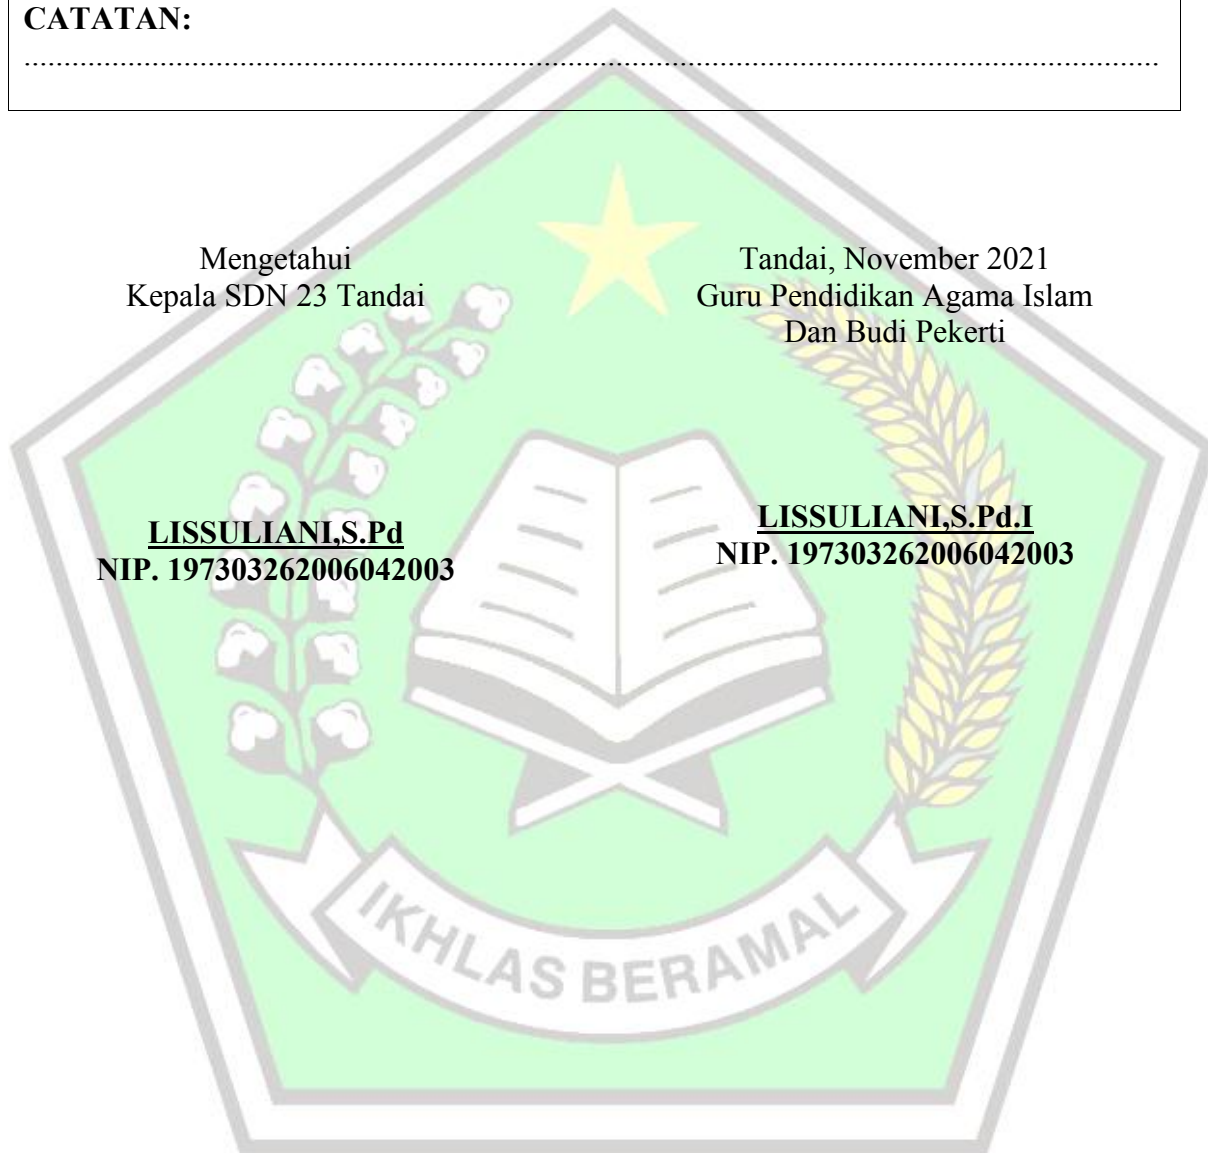 CATATAN:
................................................................................................................................................
Mengetahui
Kepala SDN 23 Tandai
LISSULIANI,S.Pd
NIP. 197303262006042003
Tandai, November 2021
Guru Pendidikan Agama Islam
Dan Budi Pekerti
LISSULIANI,S.Pd.I
NIP. 197303262006042003
IKHLAS BERAMAL